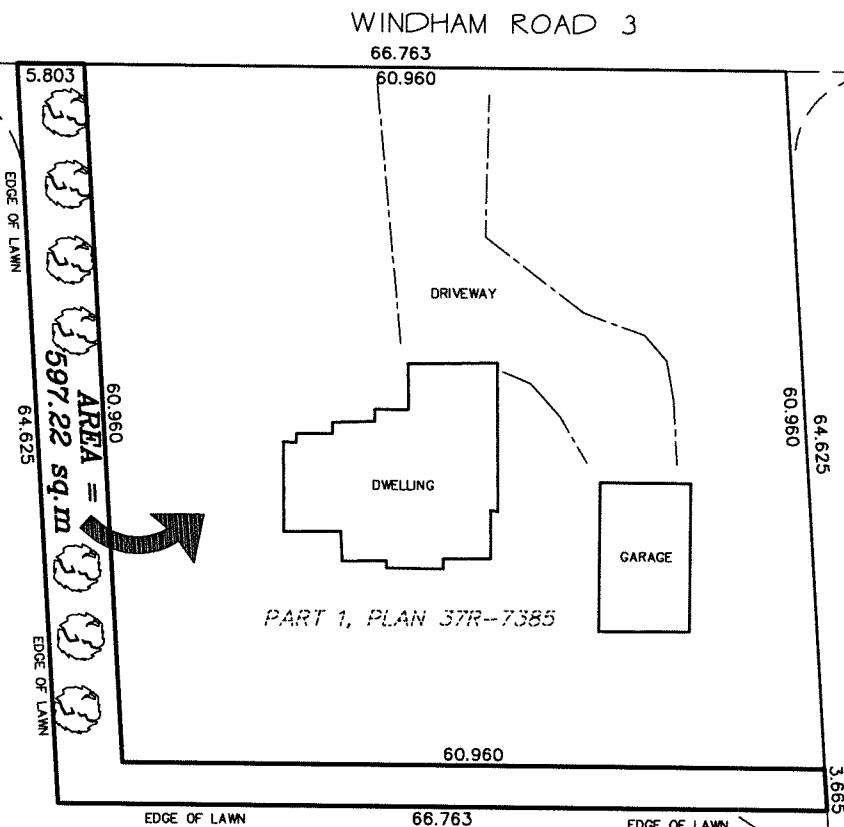 WINDHAM ROAD 3
66.763
5.803
60.960
EDGE OF LAWN
DRIVEWAY
64.625
AREA =
597.22 sq.m
60.960
60.960
64.625
DWELLING
GARAGE
PART 1, PLAN 37R-7385
EDGE OF LAWN
60.960
3.665
EDGE OF LAWN
66.763
EDGE OF LAWN